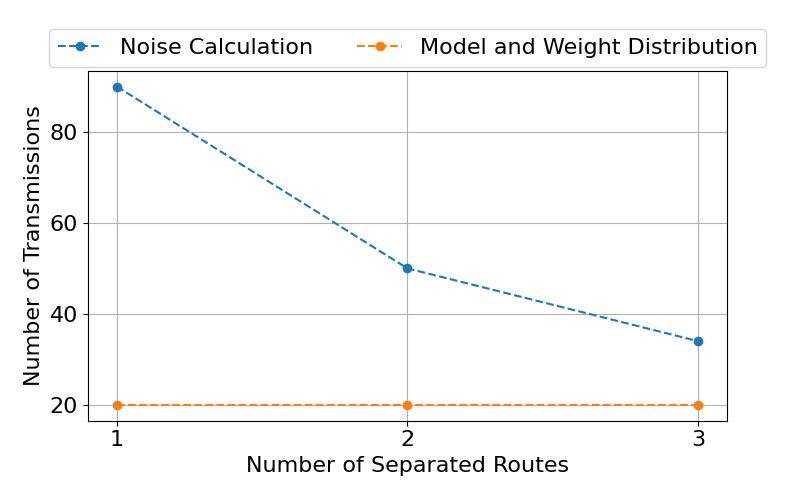 Noise Calculation
Model and Weight Distribution
Number of Transmissions
80
60
40
20
1
2
3
Number of Separated Routes